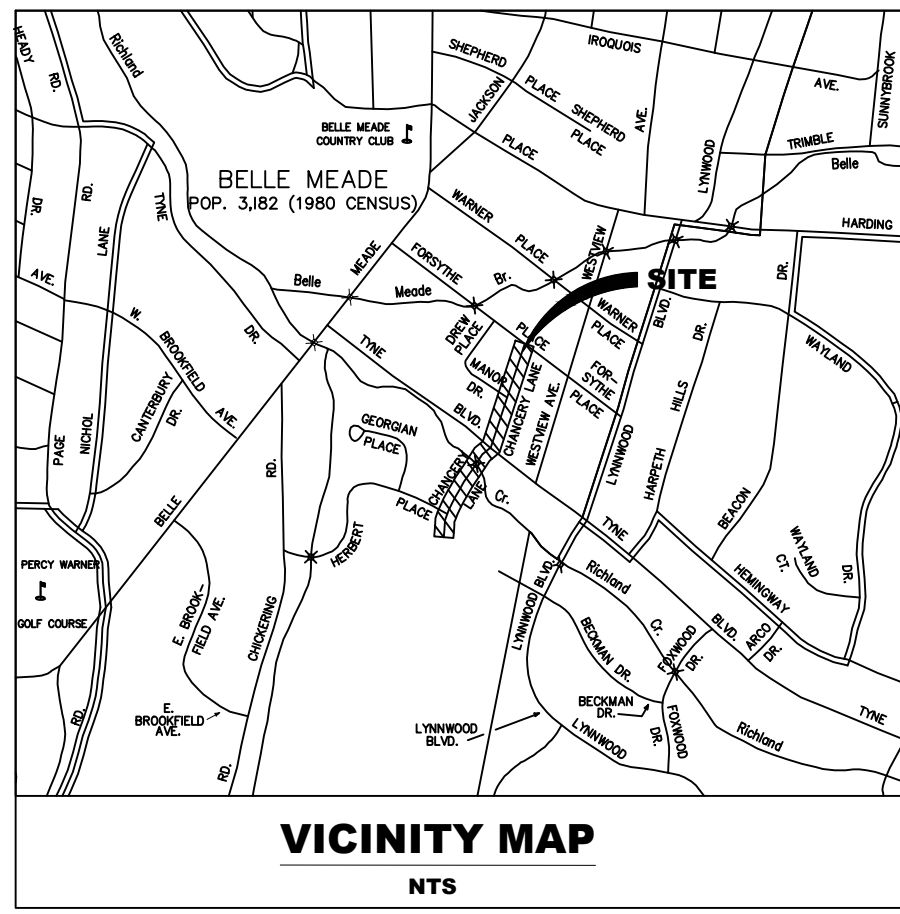 HEADY
RD.
Richland
SHEPHERD
PLACE
IROQUOIS
AVE.
SUNNYBROOK
JACKSON
PLACE
SHEPHERD
PLACE
AVE.
BELLE MEADE
COUNTRY CLUB
LYNWOOD
TRIMBLE
Belle
BELLE MEADE
POP. 3,182 (1980 CENSUS)
DR.
RD.
TYNE
WARNER
PLACE
HARDING
LANE
MEADE
FORSYTHE
WESTVIEW
AVE.
Belle
Meade
Br.
SITE
DR.
W.
BROOKFIELD
AVE.
DR.
TYNE
BLVD.
DREW
PLACE
PLACE
WARNER
PLACE
BLVD.
DR.
WAYLAND
MANOR
DR.
CHANCERY LANE
WESTVIEW AVE.
FOR-
SYTHE
PLACE
CANTERBURY
DR.
HILLS
HARPETH
LYNNWOOD
GEORGIAN
PLACE
PAGE
NICHOL
RD.
CHANCERY
LANE
Cr.
PLACE
HERBERT
BELLE
TYNE
BLVD.
BEACON
WAYLAND
CT.
DR.
HEMINGWAY
PERCY WARNER
GOLF COURSE
E. BROOK-
FIELD AVE.
CHICKERING
RD.
LYNNWOOD BLVD.
Richland
Cr.
BECKMAN DR.
FOXWOOD
DR.
ARCO
DR.
BECKMAN
DR.
FOXWOOD
DR.
TYNE
Richland
RD.
E.
BROOKFIELD
AVE.
LYNNWOOD
BLVD.
LYNNWOOD
VICINITY MAP
NTS